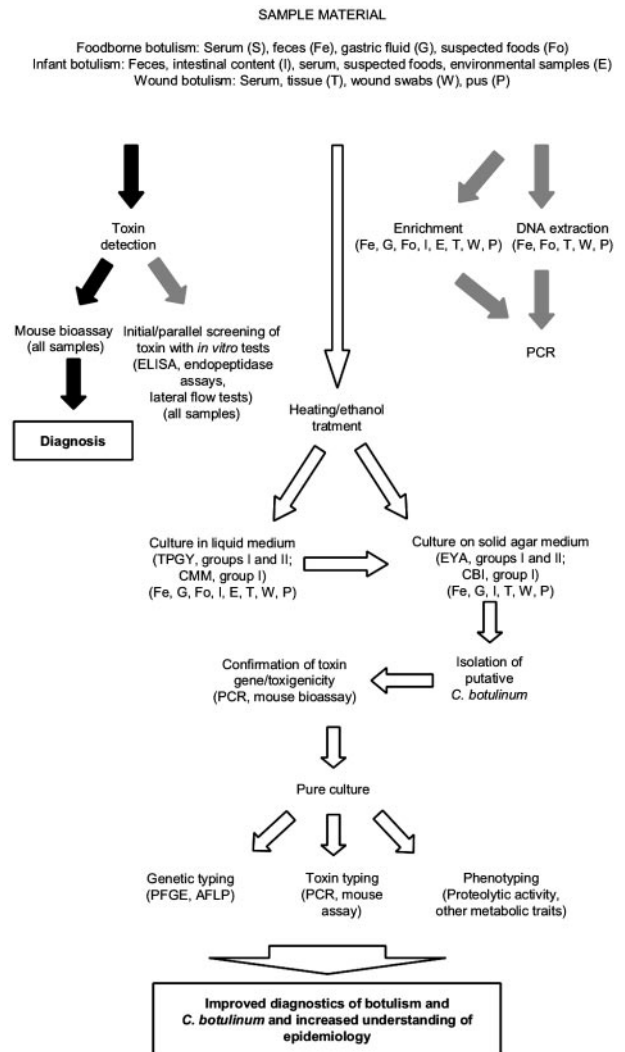 SAMPLE MATERIAL
Foodborne botulism: Serum (S), feces (Fe), gastric fluid (G), suspected foods (Fo)
Infant botulism: Feces, intestinal content (I), serum, suspected foods, environmental samples (E)
Wound botulism: Serum, tissue (T), wound swabs (W), pus (P)
Toxin
detection
Enrichment
(Fe, G, Fo, I, E, T, W, P)
DNA extraction
(Fe, Fo, T, W, P)
Mouse bioassay
(all samples)
Initial/parallel screening of
toxin with in vitro tests
(ELISA, endopeptidase
assays,
lateral flow tests)
(all samples)
PCR
Diagnosis
Heating/ethanol
tratment
Culture in liquid medium
(TPGY, groups I and II;
CMM, group I)
(Fe, G, Fo, I, E, T, W, P)
Culture on solid agar medium
(EYA, groups I and II;
CBI, group I)
(Fe, G, I, T, W, P)
Confirmation of toxin
gene/toxigenicity
(PCR, mouse bioassay)
Isolation of
putative
C. botulinum
Pure culture
Genetic typing
(PFGE, AFLP)
Toxin typing
(PCR, mouse
assay)
Phenotyping
(Proteolytic activity,
other metabolic traits)
Improved diagnostics of botulism and
C. botulinum and increased understanding of
epidemiology